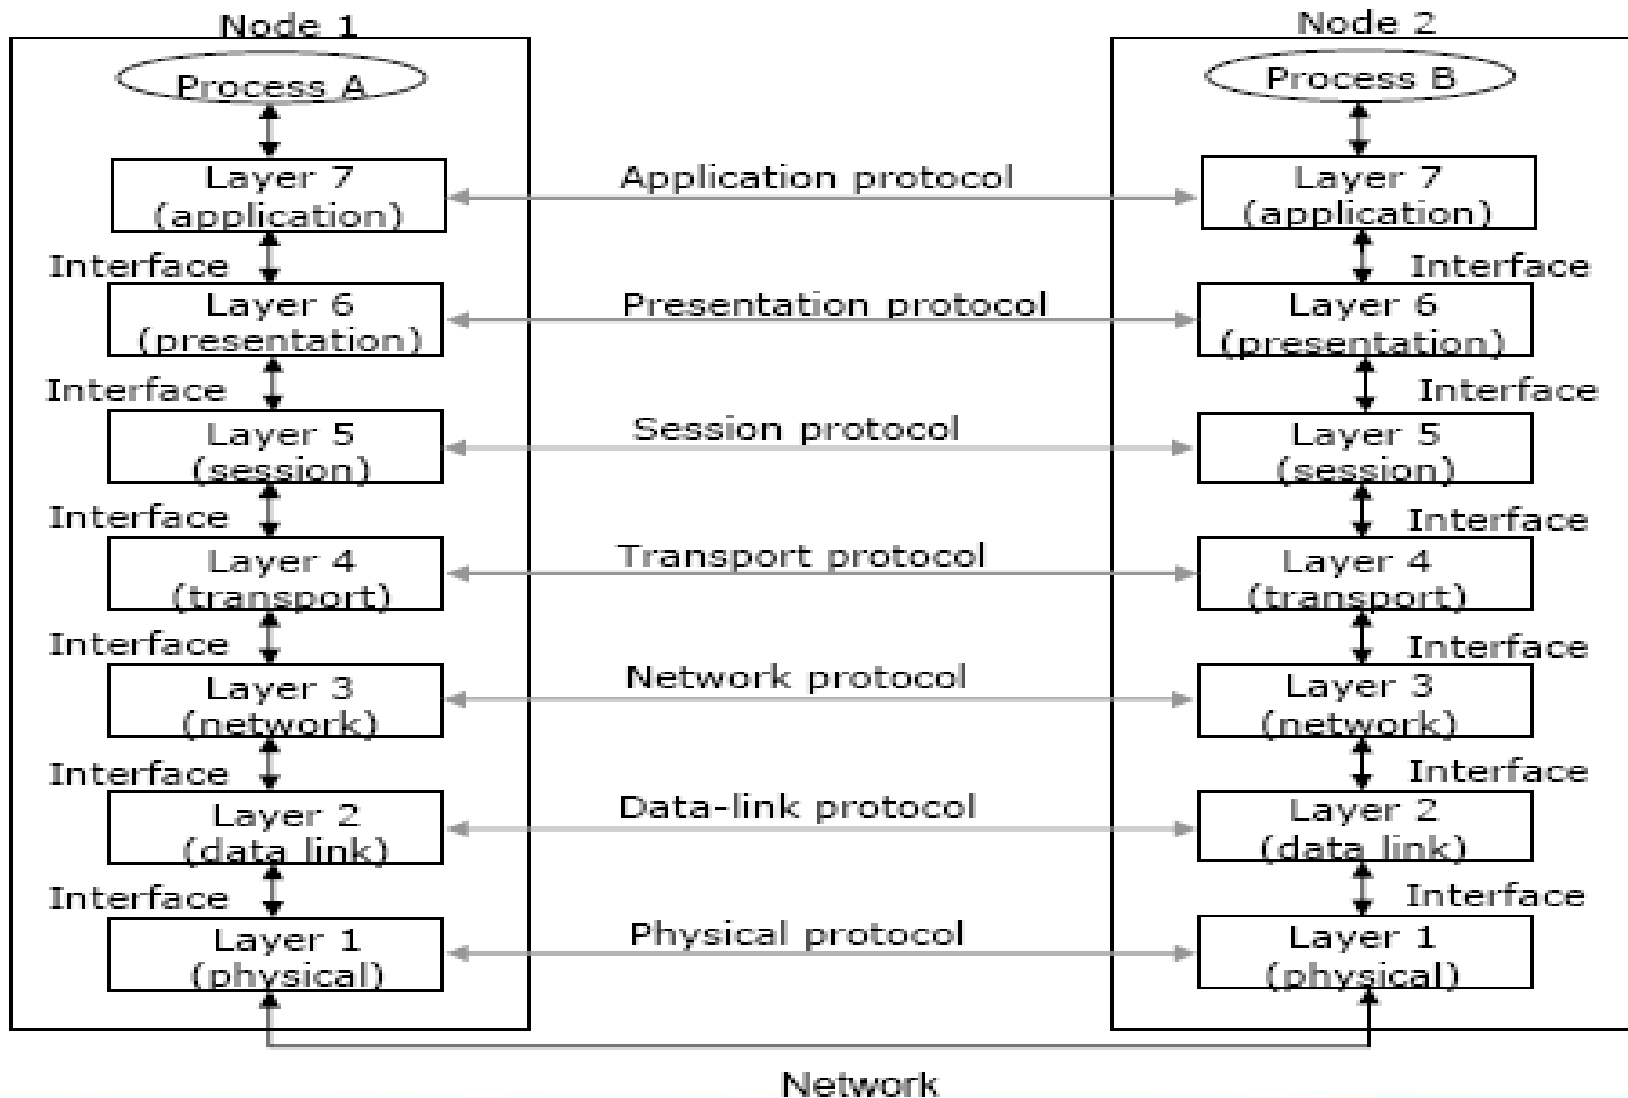 Node 1
Node 2
Process A
Process B
Layer 7
(application)
Application protocol
Layer 7
(application)
Interface
Interface
Layer 6
(presentation)
Presentation protocol
Layer 6
(presentation)
Interface
Interface
Layer 5
(session)
Session protocol
Layer 5
(session)
Interface
Interface
Layer 4
(transport)
Transport protocol
Layer 4
(transport)
Interface
Interface
Layer 3
(network)
Network protocol
Layer 3
(network)
Interface
Interface
Layer 2
(data link)
Data-link protocol
Layer 2
(data link)
Interface
Interface
Layer 1
(physical)
Physical protocol
Layer 1
(physical)
Network